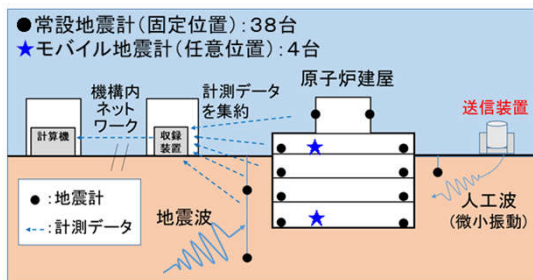 ●常設地震計(固定位置):38台
★モバイル地震計(任意位置):4台
原子炉建屋
機構内
ネット
ワーク
計測データ
を集約
送信装置
計算機
収録
装置
●:地震計
:計測データ
地震波
人工波
(微小振動)